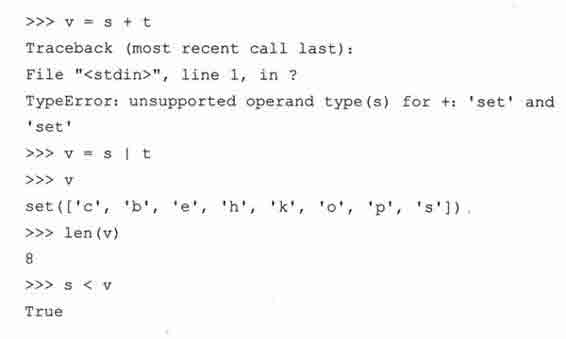 >>> v = s + t
Traceback (most recent call last):
File "<stdin>", line 1, in ?
TypeError: unsupported operand type(s) for +: 'set' and
'set'
>>> v = s | t
>>> v
set(['c', 'b', 'e', 'h', 'k', 'o', 'p', 's'])
>>> len(v)
8
>>> s < v
True